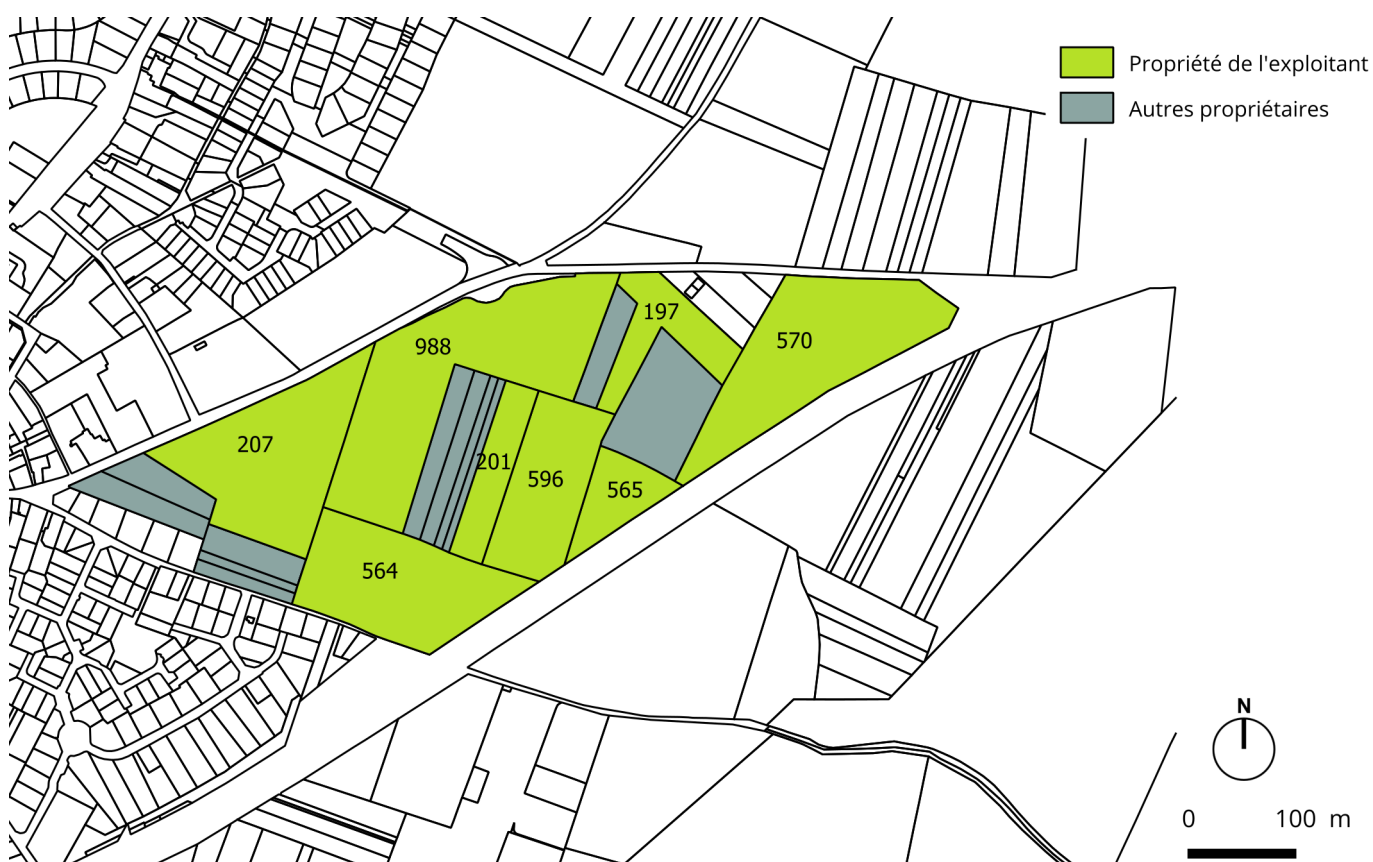 Propriété de l'exploitant
Autres propriétaires
197
570
988
207
201
596
565
564
N
0 100 m